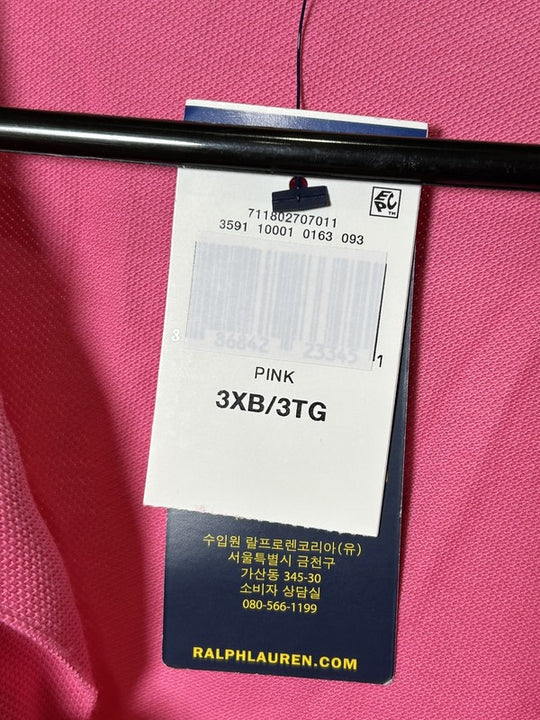 711802707011
3591 10001 0163 093
EPC™
3 86842 23345 1
PINK
3XB/3TG
수입원 랄프로렌코리아(유)
서울특별시 금천구
가산동 345-30
소비자 상담실
080-566-1199
RALPHLAUREN.COM